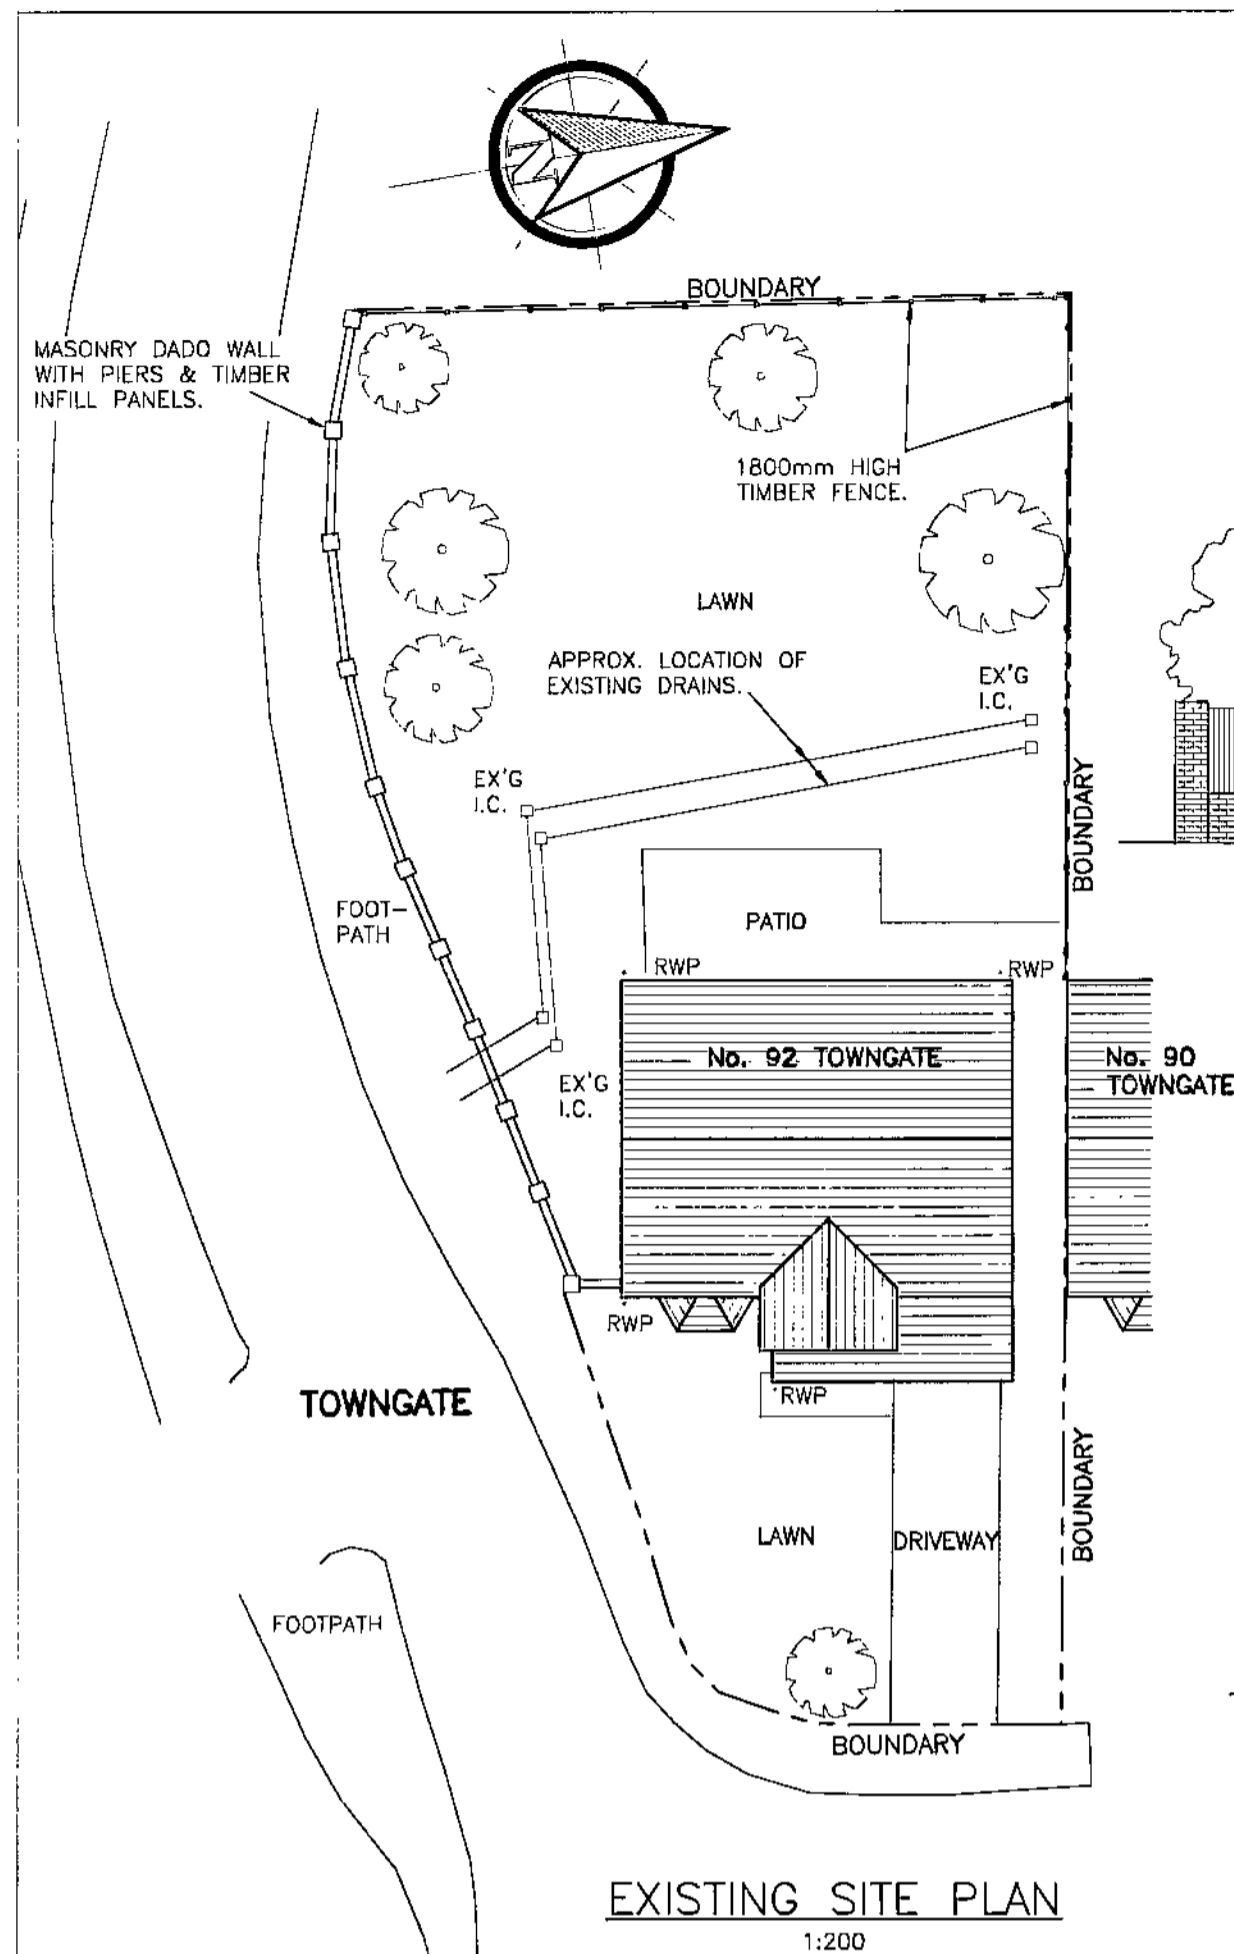 N
BOUNDARY
MASONRY DADO WALL
WITH PIERS & TIMBER
INFILL PANELS.
1800mm HIGH
TIMBER FENCE.
LAWN
APPROX. LOCATION OF
EXISTING DRAINS.
EX'G
I.C.
EX'G
I.C.
BOUNDARY
FOOT-
PATH
PATIO
RWP
RWP
No. 92 TOWNGATE
No. 90
TOWNGATE
EX'G
I.C.
RWP
RWP
TOWNGATE
BOUNDARY
LAWN
DRIVEWAY
FOOTPATH
BOUNDARY
EXISTING SITE PLAN
1:200